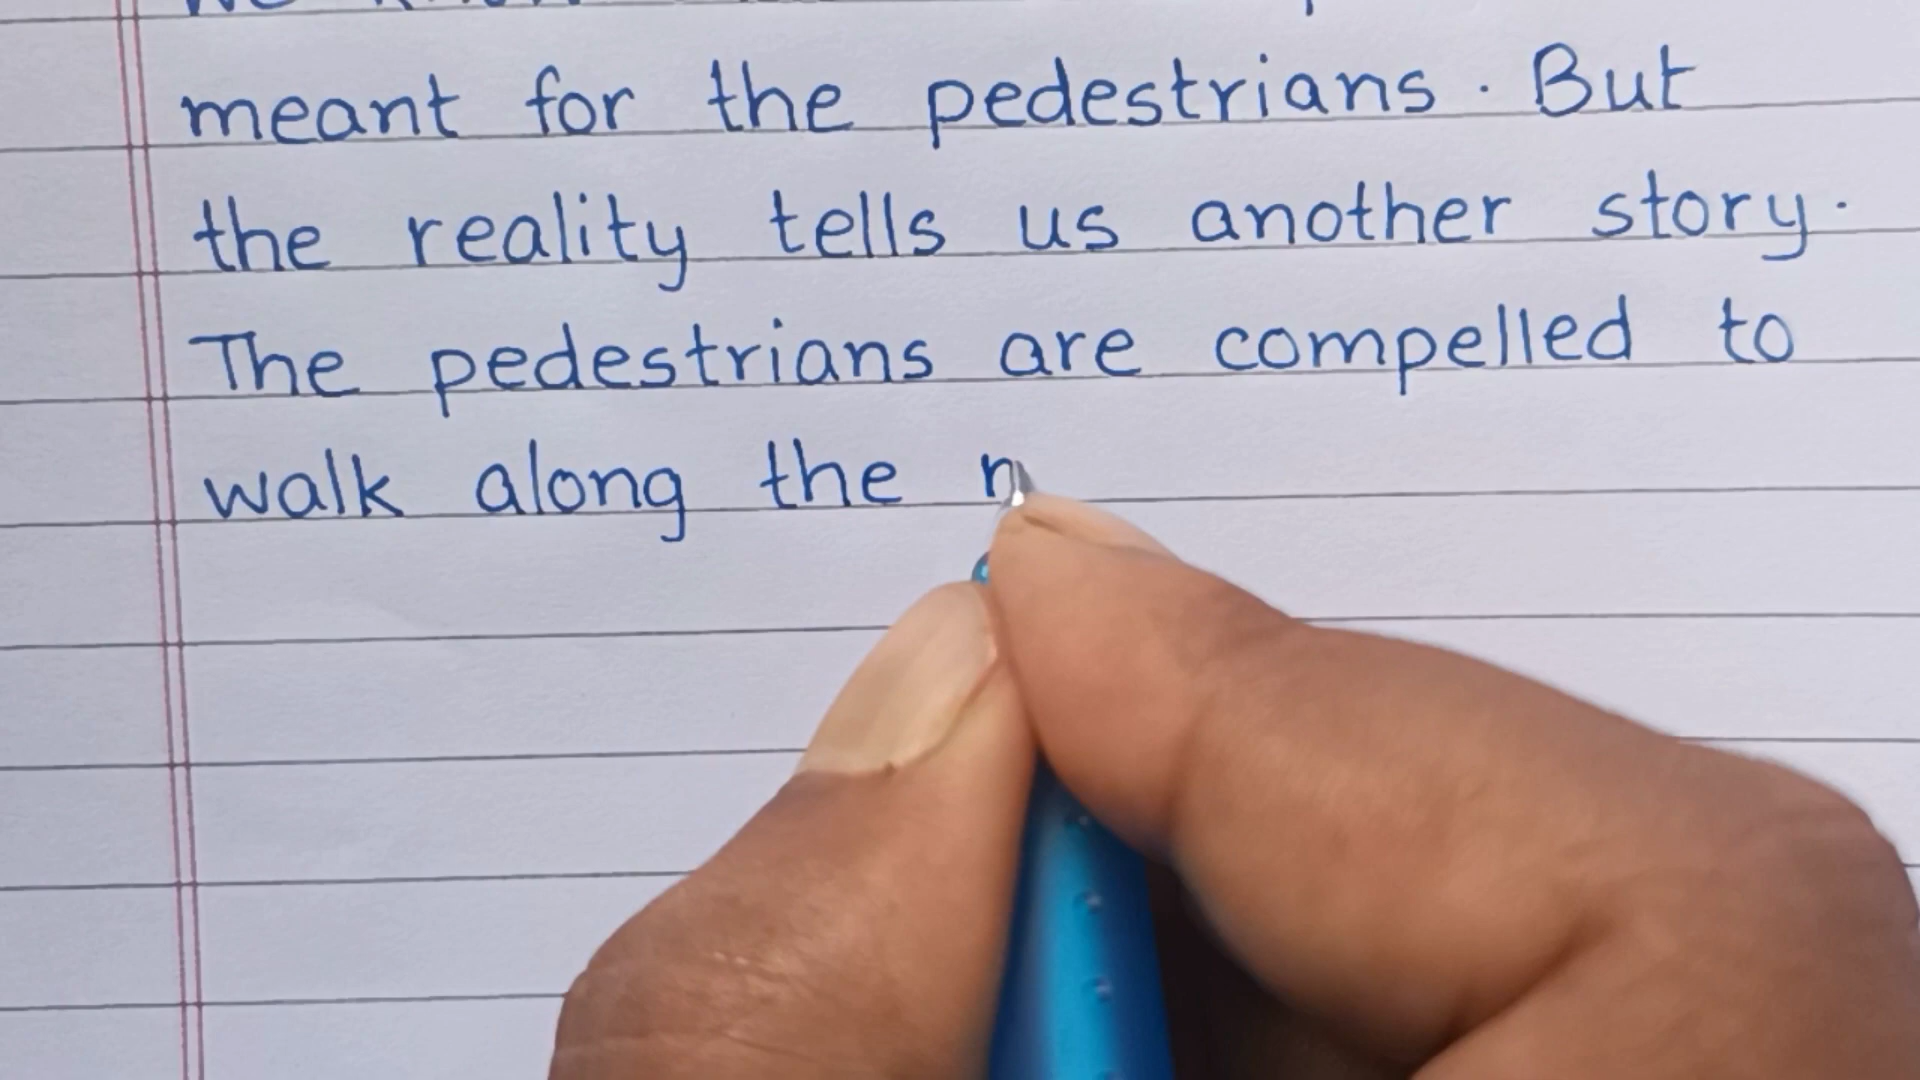 meant for the pedestrians. But
the reality tells us another story.
The pedestrians are compelled to
walk along the